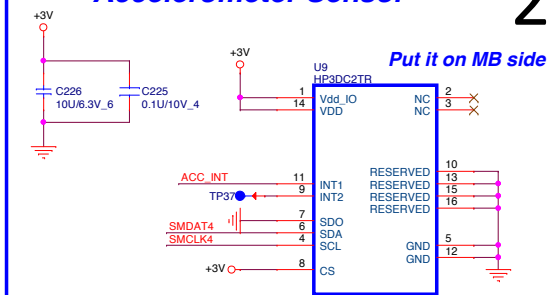 Accelerometer Sensor
2
+3V
C226
10U/6.3V_6
C225
0.1U/10V_4
+3V
U9
HP3DC2TR
Put it on MB side
1
Vdd_IO
NC
2
14
VDD
NC
3
RESERVED
10
ACC_INT
11
INT1
RESERVED
13
TP37
9
INT2
RESERVED
15
RESERVED
16
7
SDO
SMDAT4
6
SDA
SMCLK4
4
SCL
GND
5
GND
12
+3V
8
CS